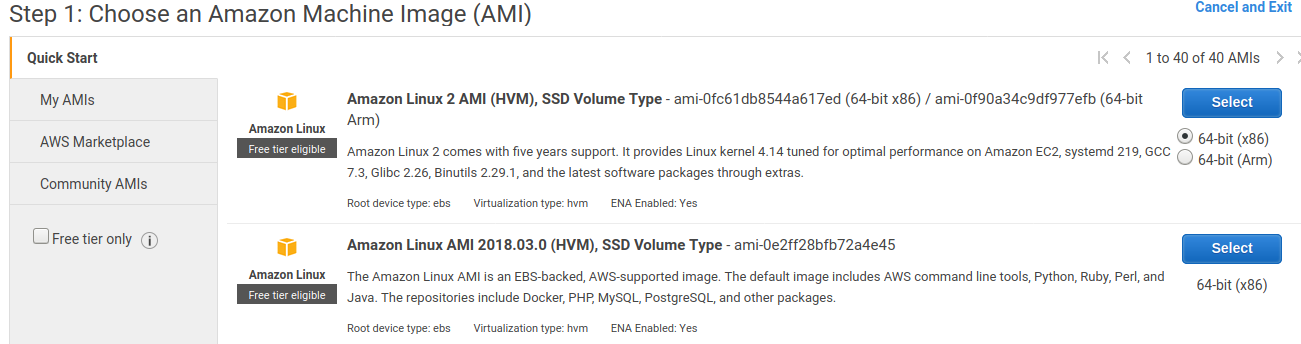 Step 1: Choose an Amazon Machine Image (AMI)
Cancel and Exit
Quick Start
My AMIs
AWS Marketplace
Community AMIs
Free tier only
1 to 40 of 40 AMIs
Amazon Linux
Free tier eligible
Amazon Linux 2 AMI (HVM), SSD Volume Type - ami-0fc61db8544a617ed (64-bit x86) / ami-0f90a34c9df977efb (64-bit
Arm)
Amazon Linux 2 comes with five years support. It provides Linux kernel 4.14 tuned for optimal performance on Amazon EC2, systemd 219, GCC
7.3, Glibc 2.26, Binutils 2.29.1, and the latest software packages through extras.
Root device type: ebs Virtualization type: hvm ENA Enabled: Yes
Select
64-bit (x86)
64-bit (Arm)
Amazon Linux
Free tier eligible
Amazon Linux AMI 2018.03.0 (HVM), SSD Volume Type - ami-0e2ff28bfb72a4e45
The Amazon Linux AMI is an EBS-backed, AWS-supported image. The default image includes AWS command line tools, Python, Ruby, Perl, and
Java. The repositories include Docker, PHP, MySQL, PostgreSQL, and other packages.
Root device type: ebs Virtualization type: hvm ENA Enabled: Yes
Select
64-bit (x86)